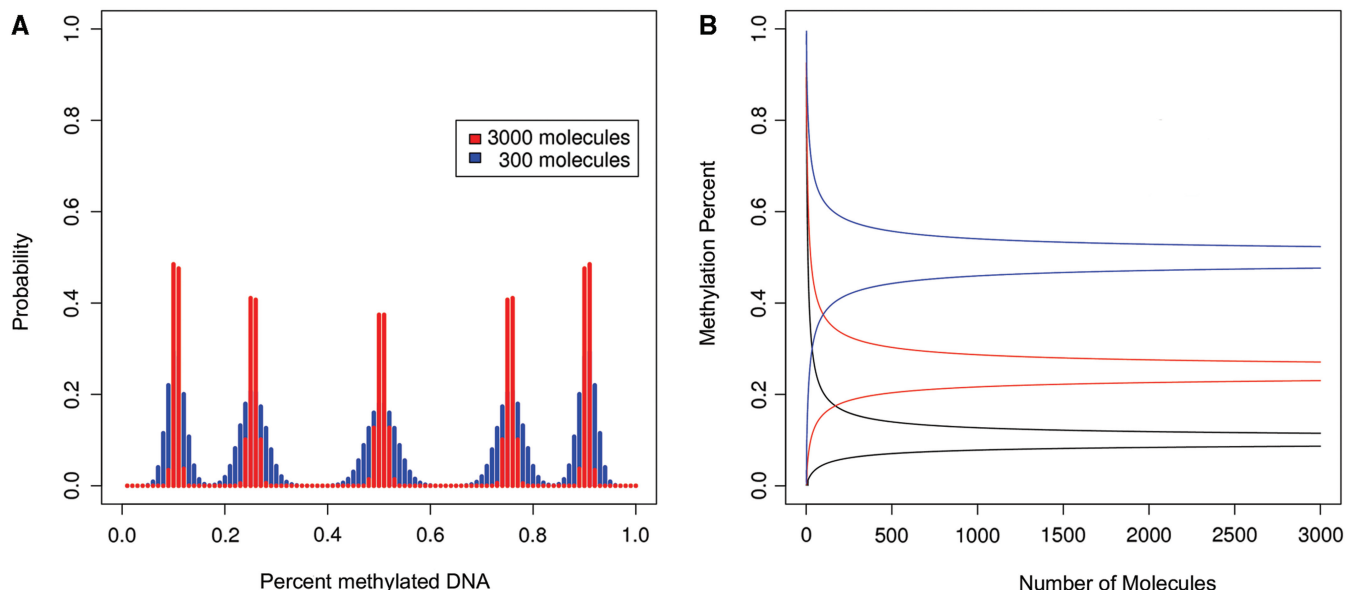 A
1.0
0.8
0.6
0.4
0.2
0.0
Probability
3000 molecules
300 molecules
0.0 0.2 0.4 0.6 0.8 1.0
Percent methylated DNA
B
1.0
0.8
0.6
0.4
0.2
0.0
Methylation Percent
0 500 1000 1500 2000 2500 3000
Number of Molecules